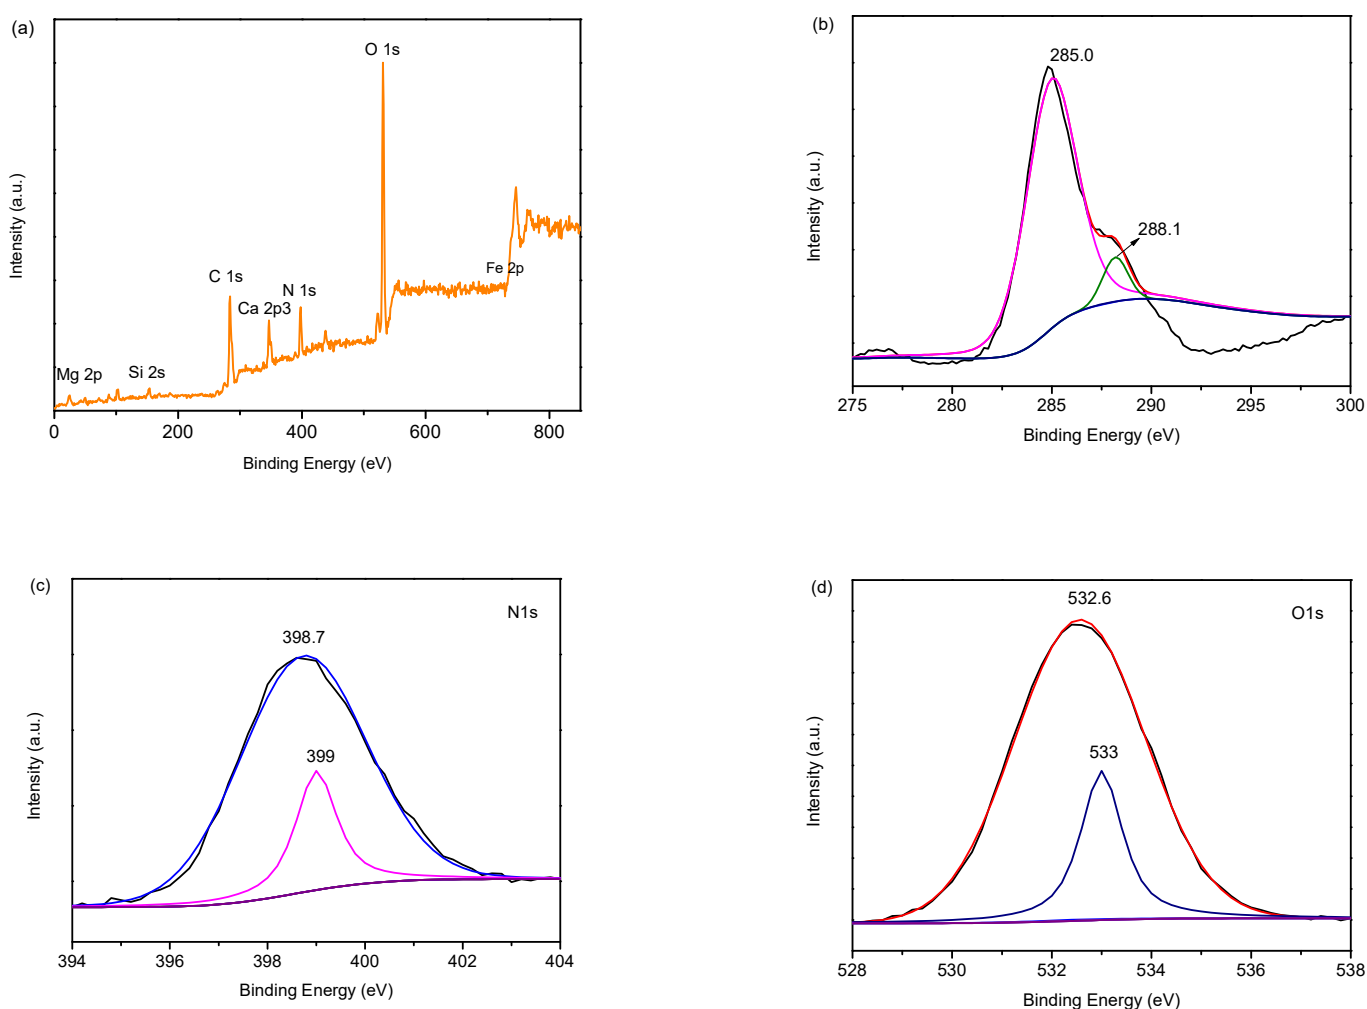 (a)
O 1s
C 1s
Ca 2p3
N 1s
Fe 2p
Mg 2p
Si 2s
Intensity (a.u.)
0 200 400 600 800
Binding Energy (eV)
(b)
285.0
288.1
Intensity (a.u.)
275 280 285 290 295 300
Binding Energy (eV)
(c)
N1s
398.7
399
Intensity (a.u.)
394 396 398 400 402 404
Binding Energy (eV)
(d)
O1s
532.6
533
Intensity (a.u.)
528 530 532 534 536 538
Binding Energy (eV)